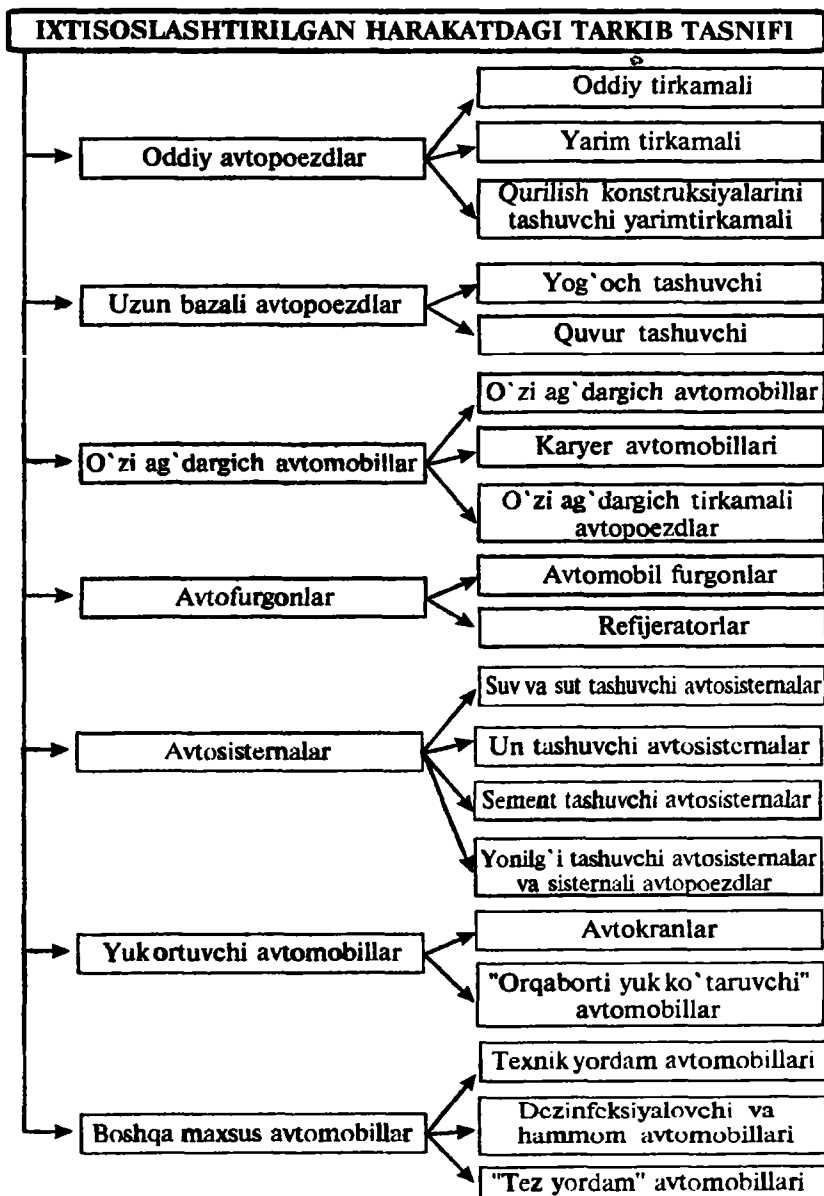 IXTISOSLASHTIRILGAN HARAKATDAGI TARKIB TASNIFI
Oddiy avtopoezdlar
Oddiy tirkamali
Yarim tirkamali
Qurilish konstruksiyalarini
tashuvchi yarimtirkamali
Uzun bazali avtopoezdlar
Yog`och tashuvchi
Quvur tashuvchi
O`zi ag`dargich avtomobillar
O`zi ag`dargich avtomobillar
Karyer avtomobillari
O`zi ag`dargich tirkamali
avtopoezdlar
Avtofurgonlar
Avtomobil furgonlar
Refijeratorlar
Avtosisternalar
Suv va sut tashuvchi avtosisternalar
Un tashuvchi avtosisternalar
Sement tashuvchi avtosisternalar
Yonilg`i tashuvchi avtosisternalar
va sisternali avtopoezdlar
Yuk ortuvchi avtomobillar
Avtokranlar
"Orqaborti yuk ko`taruvchi"
avtomobillar
Boshqa maxsus avtomobillar
Texnik yordam avtomobillari
Dezinfeksiyalovchi va
hammom avtomobillari
"Tez yordam" avtomobillari